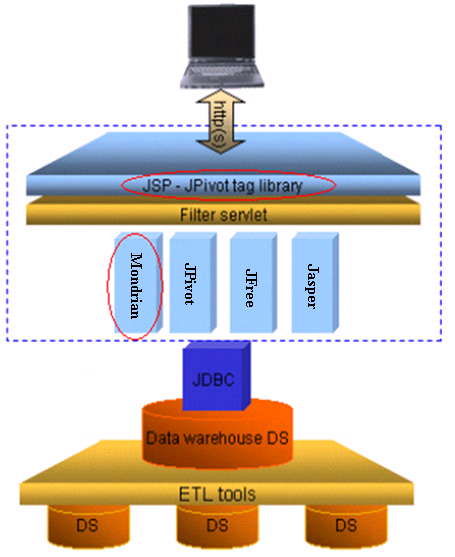 http(s)
JSP - JPivot tag library
Filter servlet
Mondrian
JPivot
JFree
Jasper
JDBC
Data warehouse DS
ETL tools
DS
DS
DS